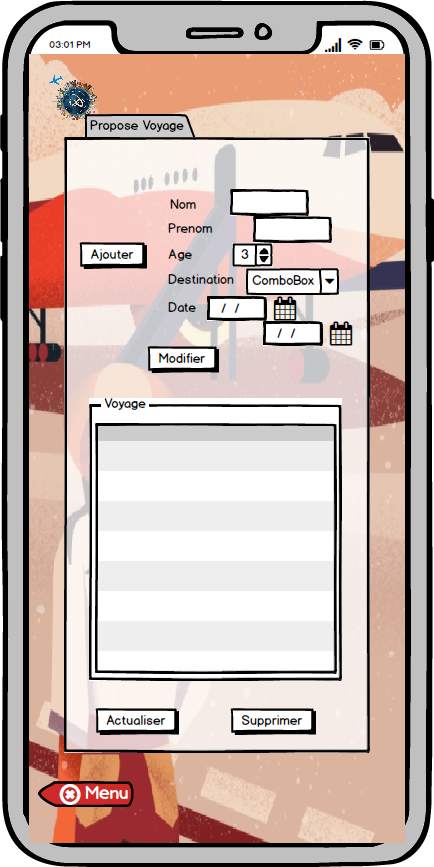 03:01 PM
Propose Voyage
Nom
Prenom
Ajouter
Age 3
Destination ComboBox
Date / /
/ /
Modifier
Voyage
Actualiser Supprimer
Menu